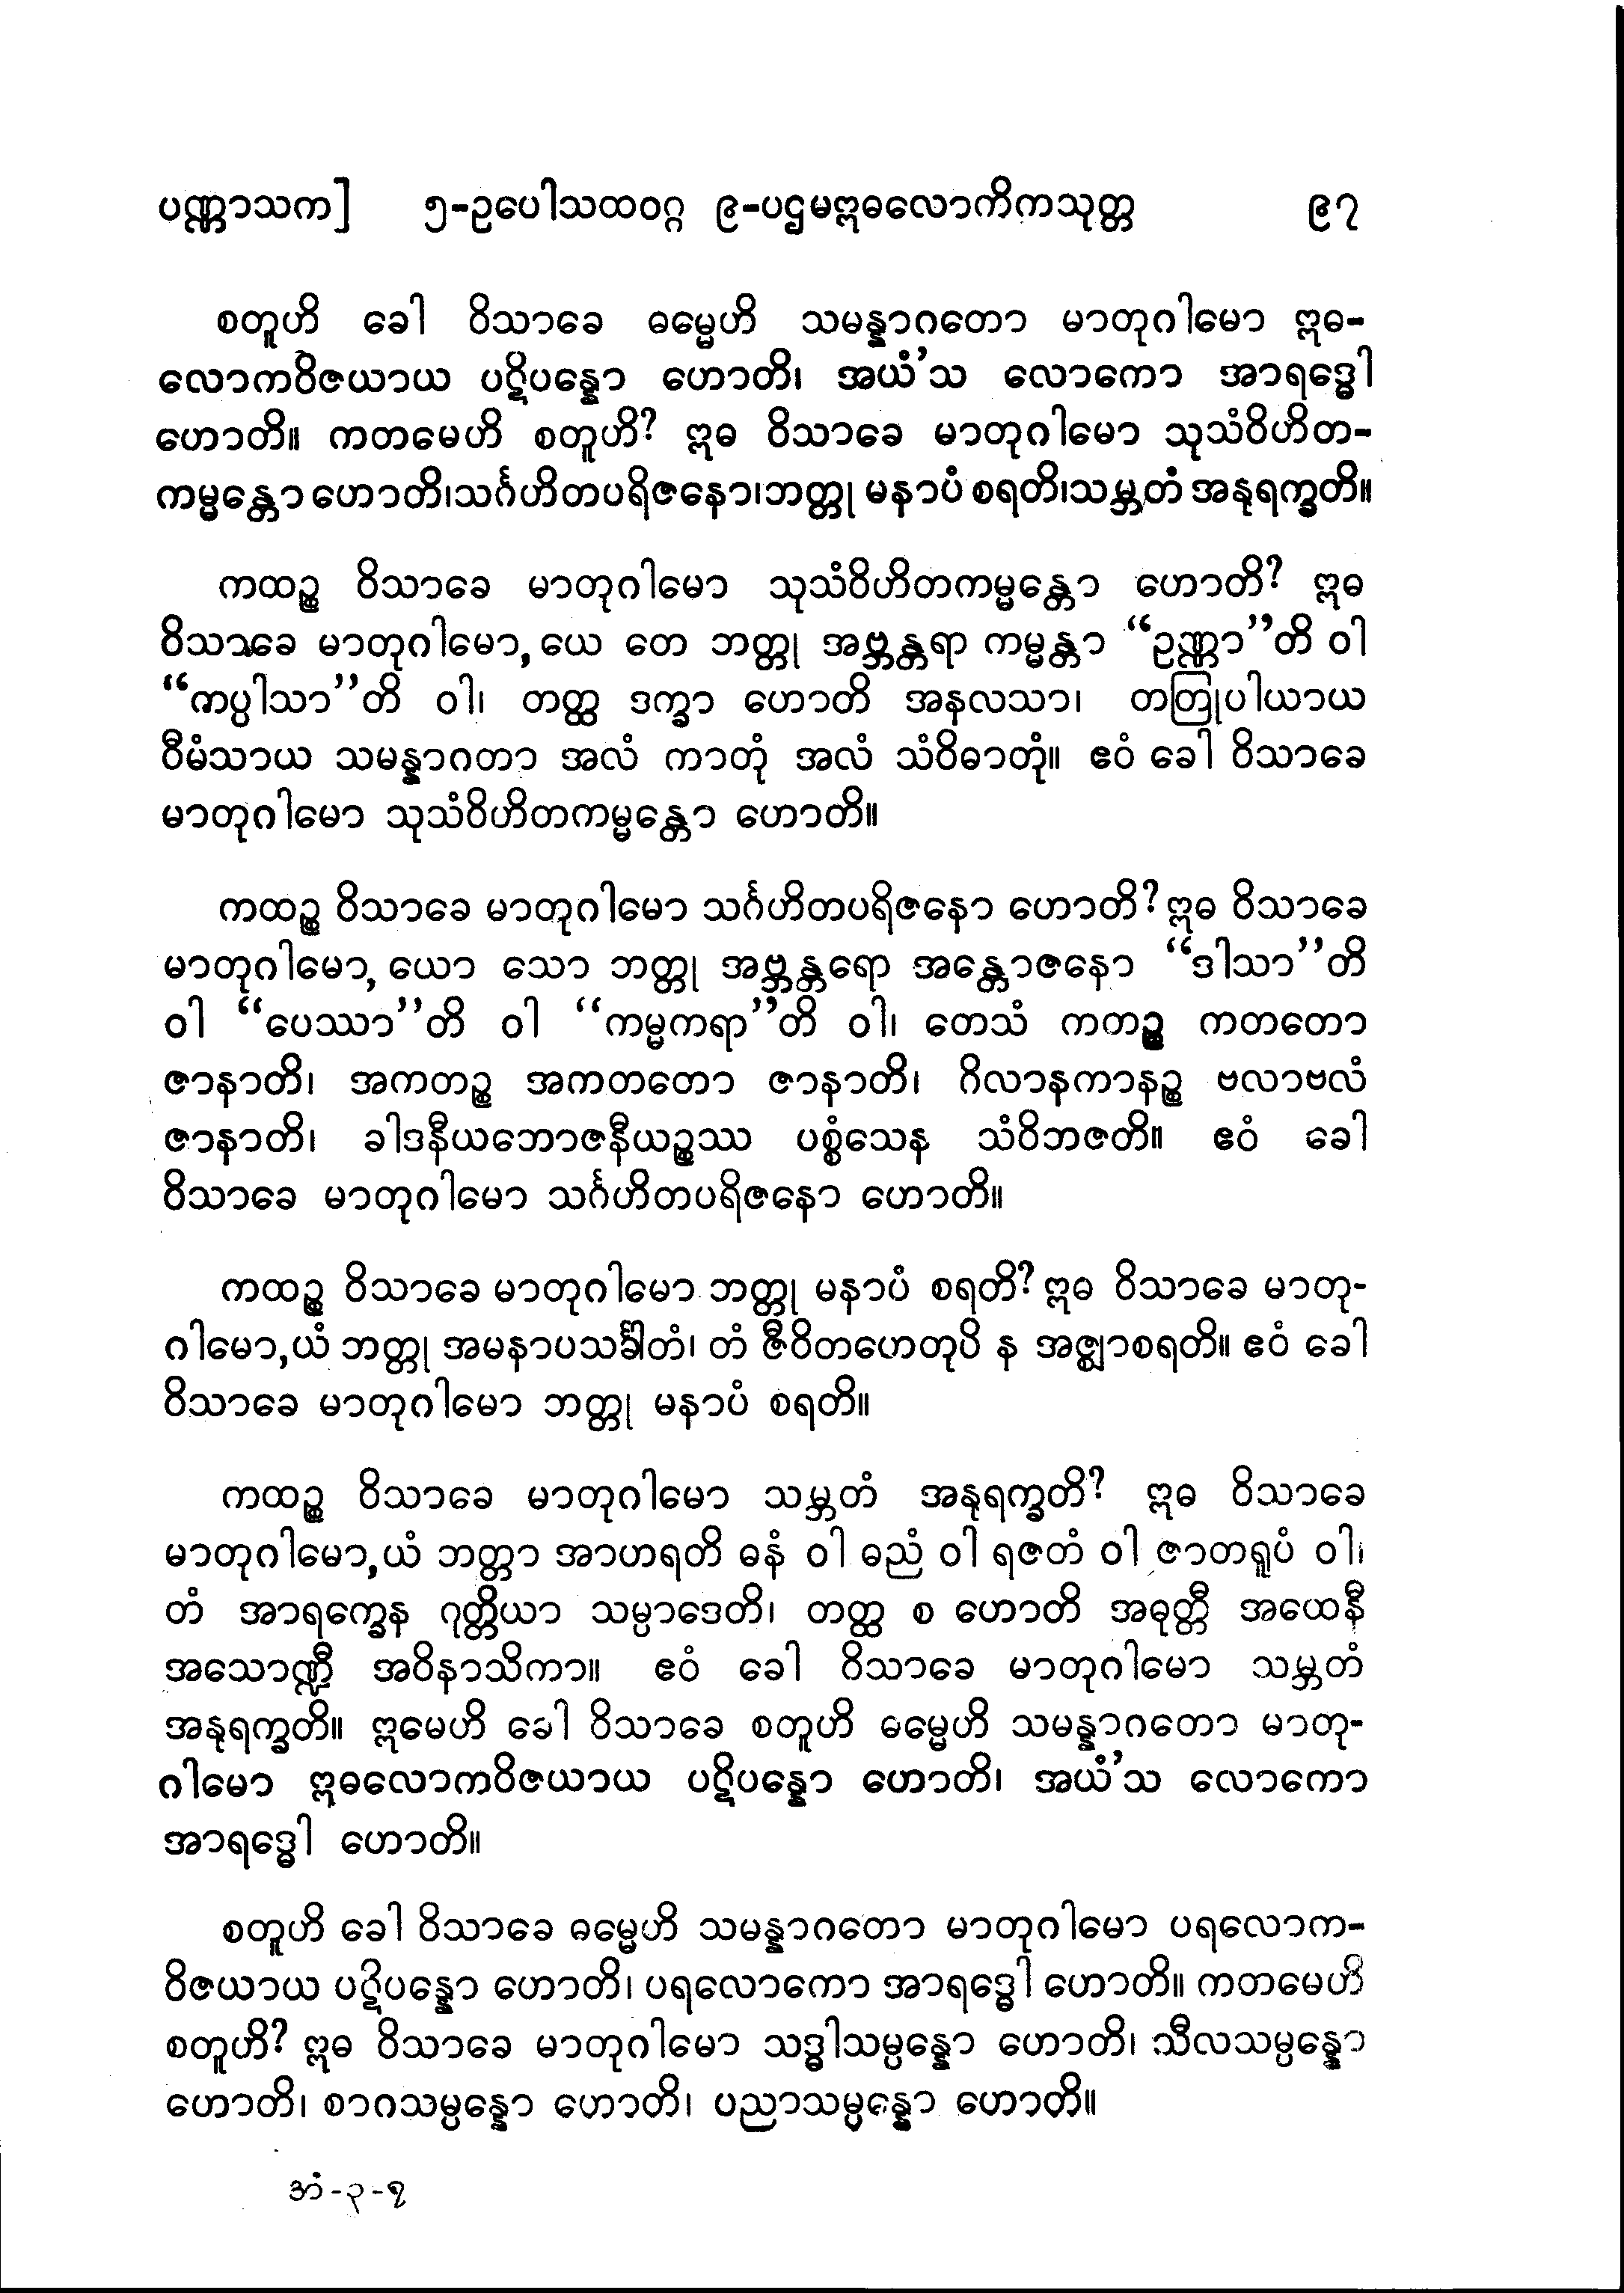 ပဏ္ဏာသက] ၅-ဥပေါသထဝဂ္ဂ ၉-ပဌမဣဓလောကိကသုတ္တ ၉၇
စတူဟိ ခေါ ဝိသာခေ ဓမ္မေဟိ သမန္နာဂတော မာတုဂါမော ဣဓ-
လောကဝိဇယာယ ပဋိပန္နော ဟောတိ၊ အယံ’သ လောကော အာရဒ္ဓေါ
ဟောတိ။ ကတမေဟိ စတူဟိ? ဣဓ ဝိသာခေ မာတုဂါမော သုသံဝိဟိတ-
ကမ္မန္တော ဟောတိ၊သင်္ဂဟိတပရိဇနော၊ဘတ္တု မနာပံ စရတိ၊သမ္ဘတံ အနုရက္ခတိ။
ကထဉ္စ ဝိသာခေ မာတုဂါမော သုသံဝိဟိတကမ္မန္တော ဟောတိ? ဣဓ
ဝိသာခေ မာတုဂါမော, ယေ တေ ဘတ္တု အဗ္ဘန္တရာ ကမ္မန္တာ “ဥဏ္ဏာ”တိ ဝါ
“ကပ္ပါသာ”တိ ဝါ၊ တတ္ထ ဒက္ခာ ဟောတိ အနလသာ၊ တတြုပါယာယ
ဝီမံသာယ သမန္နာဂတာ အလံ ကာတုံ အလံ သံဝိဓာတုံ။ ဧဝံ ခေါ ဝိသာခေ
မာတုဂါမော သုသံဝိဟိတကမ္မန္တော ဟောတိ။
ကထဉ္စ ဝိသာခေ မာတုဂါမော သင်္ဂဟိတပရိဇနော ဟောတိ? ဣဓ ဝိသာခေ
မာတုဂါမော, ယော သော ဘတ္တု အဗ္ဘန္တရော အန္တောဇနော “ဒါသာ”တိ
ဝါ “ပေဿာ”တိ ဝါ “ကမ္မကရာ”တိ ဝါ၊ တေသံ ကတဉ္စ ကတတော
ဇာနာတိ၊ အကတဉ္စ အကတတော ဇာနာတိ၊ ဂိလာနကာနဉ္စ ဗလာဗလံ
ဇာနာတိ၊ ခါဒနီယဘောဇနီယဉ္စဿ ပစ္စံသေန သံဝိဘဇတိ။ ဧဝံ ခေါ
ဝိသာခေ မာတုဂါမော သင်္ဂဟိတပရိဇနော ဟောတိ။
ကထဉ္စ ဝိသာခေ မာတုဂါမော ဘတ္တု မနာပံ စရတိ? ဣဓ ဝိသာခေ မာတု-
ဂါမော,ယံ ဘတ္တု အမနာပသင်္ခါတံ၊ တံ ဇီဝိတဟေတုပိ န အဇ္ဈာစရတိ။ ဧဝံ ခေါ
ဝိသာခေ မာတုဂါမော ဘတ္တု မနာပံ စရတိ။
ကထဉ္စ ဝိသာခေ မာတုဂါမော သမ္ဘတံ အနုရက္ခတိ? ဣဓ ဝိသာခေ
မာတုဂါမော,ယံ ဘတ္တာ အာဟရတိ ဓနံ ဝါ ဓညံ ဝါ ရဇတံ ဝါ ဇာတရူပံ ဝါ၊
တံ အာရက္ခေန ဂုတ္တိယာ သမ္ပာဒေတိ၊ တတ္ထ စ ဟောတိ အဓုတ္တီ အထေနီ
အသောဏ္ဍီ အဝိနာသိကာ။ ဧဝံ ခေါ ဝိသာခေ မာတုဂါမော သမ္ဘတံ
အနုရက္ခတိ။ ဣမေဟိ ခေါ ဝိသာခေ စတူဟိ ဓမ္မေဟိ သမန္နာဂတော မာတု-
ဂါမော ဣဓလောကဝိဇယာယ ပဋိပန္နော ဟောတိ၊ အယံ’သ လောကော
အာရဒ္ဓေါ ဟောတိ။
စတူဟိ ခေါ ဝိသာခေ ဓမ္မေဟိ သမန္နာဂတော မာတုဂါမော ပရလောက-
ဝိဇယာယ ပဋိပန္နော ဟောတိ၊ ပရလောကော အာရဒ္ဓေါ ဟောတိ။ ကတမေဟိ
စတူဟိ? ဣဓ ဝိသာခေ မာတုဂါမော သဒ္ဓါသမ္ပန္နော ဟောတိ၊ သီလသမ္ပန္နော
ဟောတိ၊ စာဂသမ္ပန္နော ဟောတိ၊ ပညာသမ္ပန္နော ဟောတိ။
အံ-၃-၇